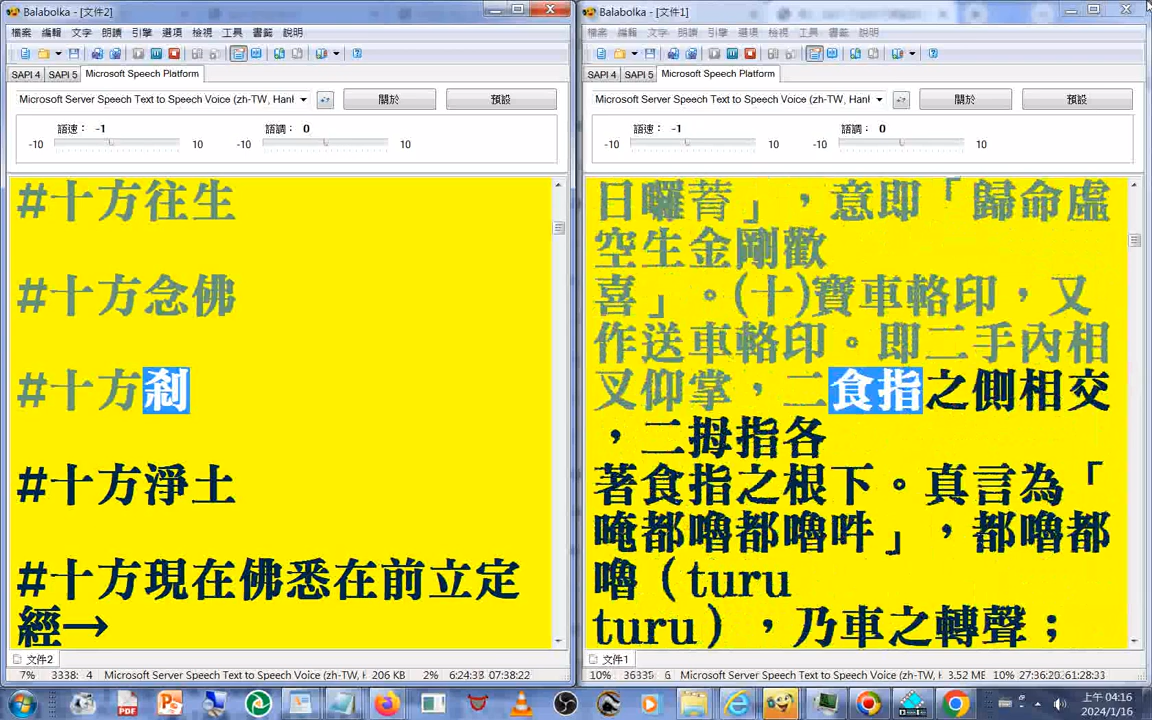 Balabolka - [文件2]
檔案 編輯 文字 朗讀 引擎 選項 檢視 工具 書籤 說明
SAPI 4 SAPI 5 Microsoft Speech Platform
Microsoft Server Speech Text to Speech Voice (zh-TW, HanH
關於 預設
語速： -1 語調： 0
-10 10 -10 10
#十方往生
#十方念佛
#十方剎
#十方淨土
#十方現在佛悉在前立定
經→
文件2
7% 3338: 4 Microsoft Server Speech Text to Speech Voice (zh-TW, H 206 KB 2% 6:24:33 07:38:22
Balabolka - [文件1]
檔案 編輯 文字 朗讀 引擎 選項 檢視 工具 書籤 說明
SAPI 4 SAPI 5 Microsoft Speech Platform
Microsoft Server Speech Text to Speech Voice (zh-TW, HanH
關於 預設
語速： -1 語調： 0
-10 10 -10 10
日囉菩」，意即「歸命虛
空生金剛歡
喜」。(十)寶車輅印，又
作送車輅印。即二手內相
叉仰掌，二食指之側相交
，二拇指各
著食指之根下。真言為「
唵都嚕都嚕吽」，都嚕都
嚕（turu
turu），乃車之轉聲；
文件1
10% 36335: 6 Microsoft Server Speech Text to Speech Voice (zh-TW, H 3.52 MB 10% 27:36:20 61:28:33
上午 04:16
2024/1/16